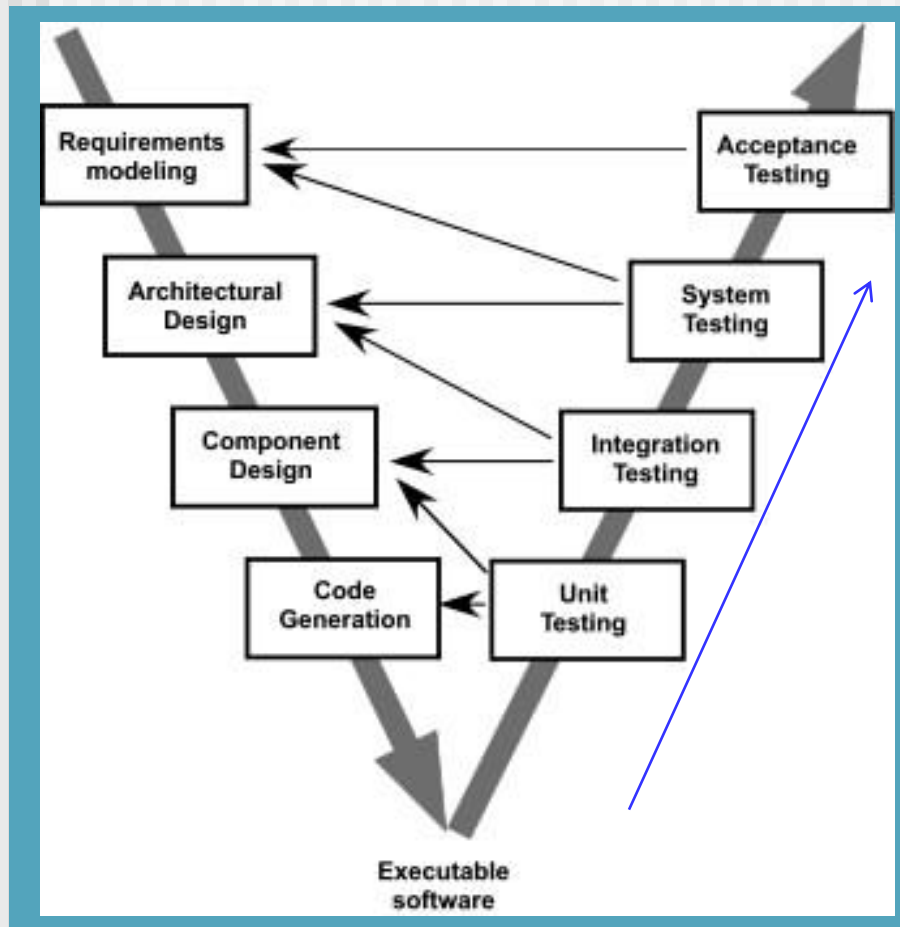 Requirements
modeling
Acceptance
Testing
Architectural
Design
System
Testing
Component
Design
Integration
Testing
Code
Generation
Unit
Testing
Executable
software